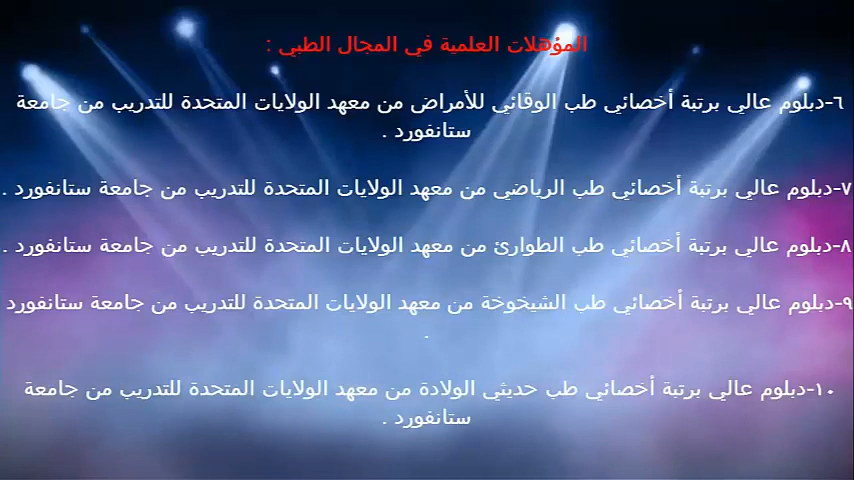 المؤهلات العلمية في المجال الطبي :
٦-دبلوم عالي برتبة أخصائي طب الوقائي للأمراض من معهد الولايات المتحدة للتدريب من جامعة
ستانفورد .
٧-دبلوم عالي برتبة أخصائي طب الرياضي من معهد الولايات المتحدة للتدريب من جامعة ستانفورد .
٨-دبلوم عالي برتبة أخصائي طب الطوارئ من معهد الولايات المتحدة للتدريب من جامعة ستانفورد .
٩-دبلوم عالي برتبة أخصائي طب الشيخوخة من معهد الولايات المتحدة للتدريب من جامعة ستانفورد
.
١٠-دبلوم عالي برتبة أخصائي طب حديثي الولادة من معهد الولايات المتحدة للتدريب من جامعة
ستانفورد .